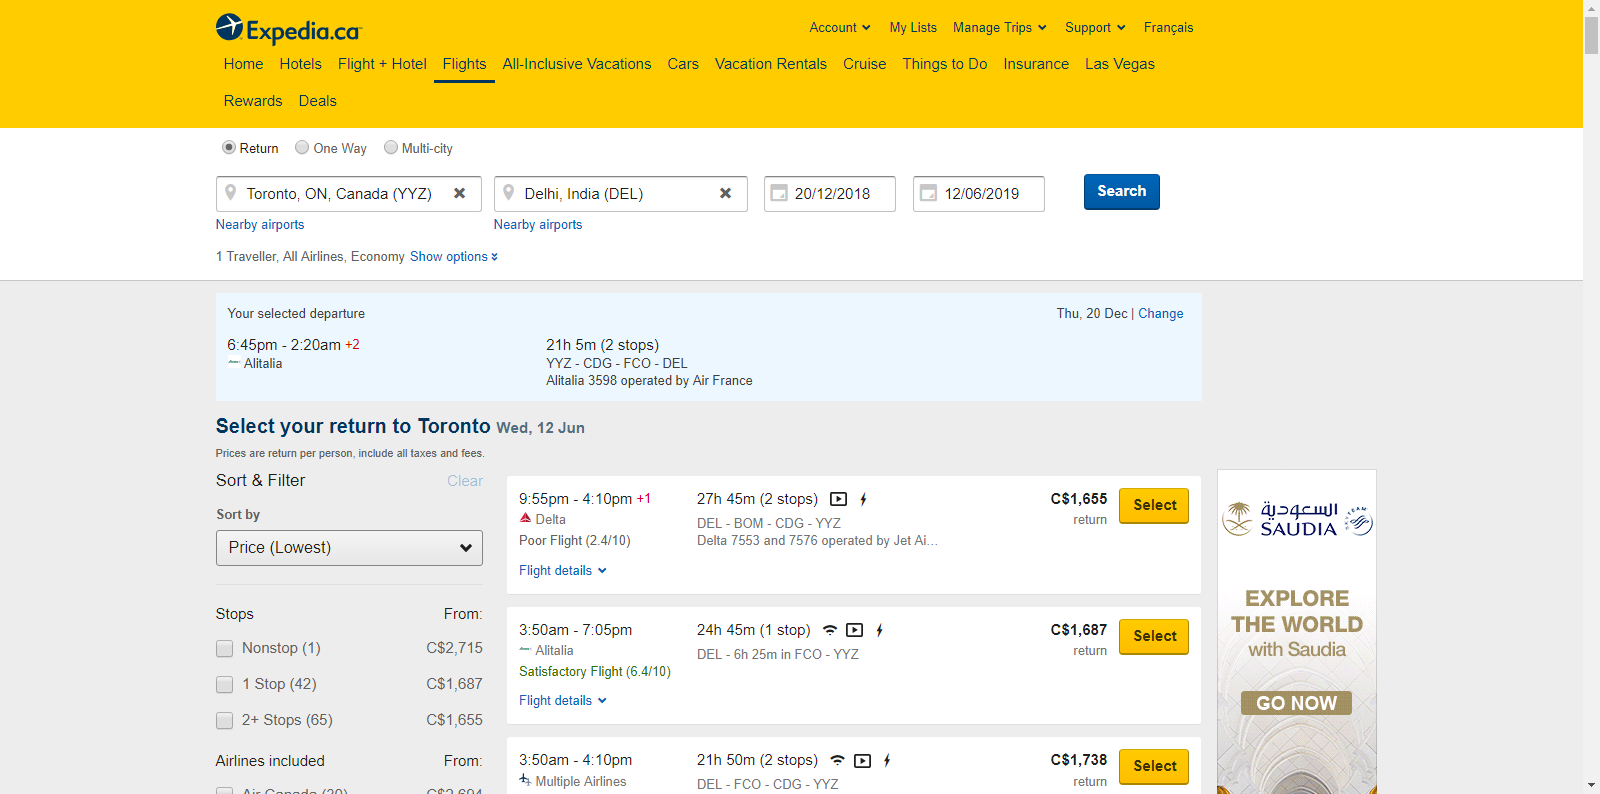 Expedia.ca
Account My Lists Manage Trips Support Français
Home Hotels Flight + Hotel Flights All-Inclusive Vacations Cars Vacation Rentals Cruise Things to Do Insurance Las Vegas
Rewards Deals
Return One Way Multi-city
Toronto, ON, Canada (YYZ) Delhi, India (DEL) 20/12/2018 12/06/2019 Search
Nearby airports Nearby airports
1 Traveller, All Airlines, Economy Show options
Your selected departure Thu, 20 Dec | Change
6:45pm - 2:20am +2 21h 5m (2 stops)
Alitalia YYZ - CDG - FCO - DEL
Alitalia 3598 operated by Air France
Select your return to Toronto Wed, 12 Jun
Prices are return per person, include all taxes and fees.
Sort & Filter Clear
Sort by
Price (Lowest)
Stops From:
Nonstop (1) C$2,715
1 Stop (42) C$1,687
2+ Stops (65) C$1,655
Airlines included From:
Air Canada (30) C$2,694
9:55pm - 4:10pm +1 27h 45m (2 stops) C$1,655 Select
Delta DEL - BOM - CDG - YYZ return
Poor Flight (2.4/10) Delta 7553 and 7576 operated by Jet Ai...
Flight details
3:50am - 7:05pm 24h 45m (1 stop) C$1,687 Select
Alitalia DEL - 6h 25m in FCO - YYZ return
Satisfactory Flight (6.4/10)
Flight details
3:50am - 4:10pm 21h 50m (2 stops) C$1,738 Select
Multiple Airlines DEL - FCO - CDG - YYZ return
السعودية
SAUDIA
EXPLORE
THE WORLD
with Saudia
GO NOW